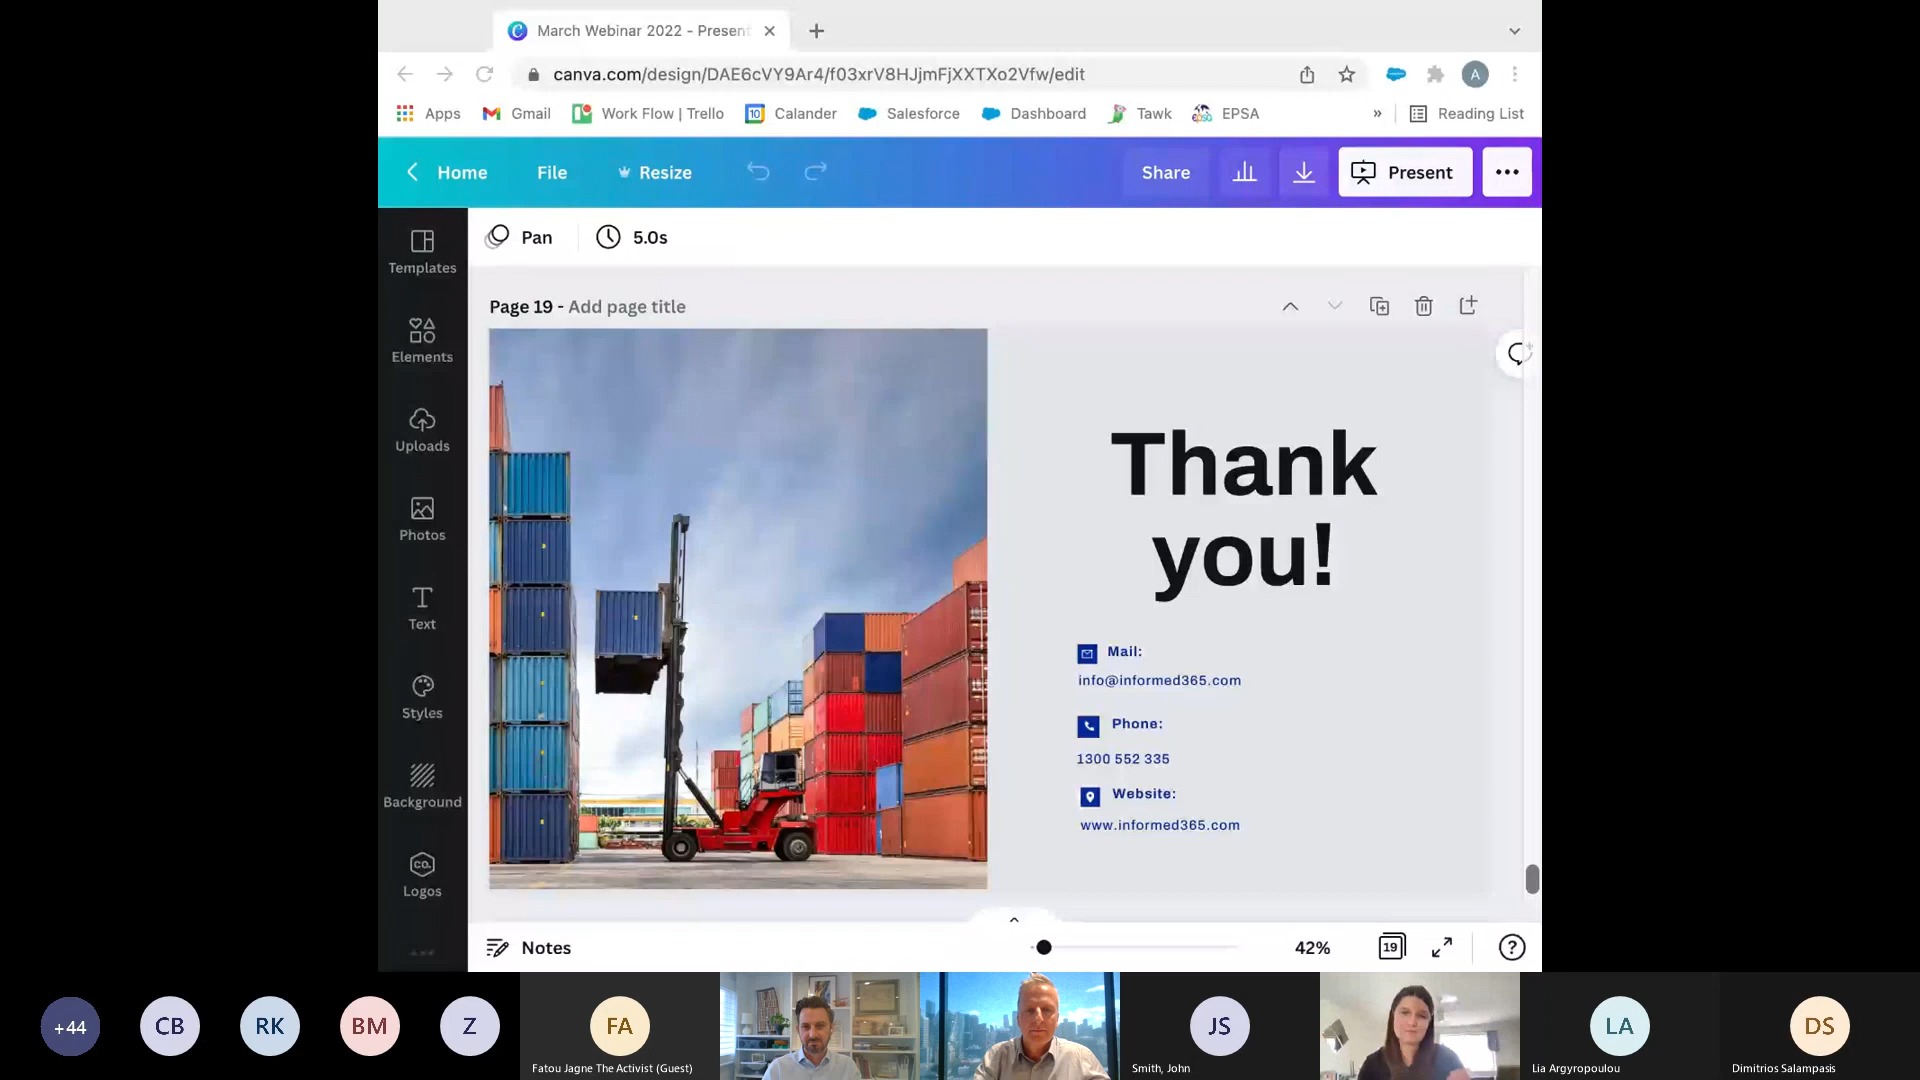 March Webinar 2022 - Present
canva.com/design/DAE6cVY9Ar4/f03xrV8HJjmFjXXTXo2Vfw/edit
A
Apps
Gmail
Work Flow | Trello
10
Calander
Salesforce
Dashboard
Tawk
EPSA
»
Reading List
Home
File
Resize
Share
Present
Pan
5.0s
Templates
Elements
Uploads
Photos
Text
Styles
Background
CO.
Logos
Page 19 - Add page title
Thank
you!
Mail:
info@informed365.com
Phone:
1300 552 335
Website:
www.informed365.com
Notes
42%
19
?
+44
CB
RK
BM
Z
FA
Fatou Jagne The Activist (Guest)
JS
Smith, John
LA
Lia Argyropoulou
DS
Dimitrios Salampasis